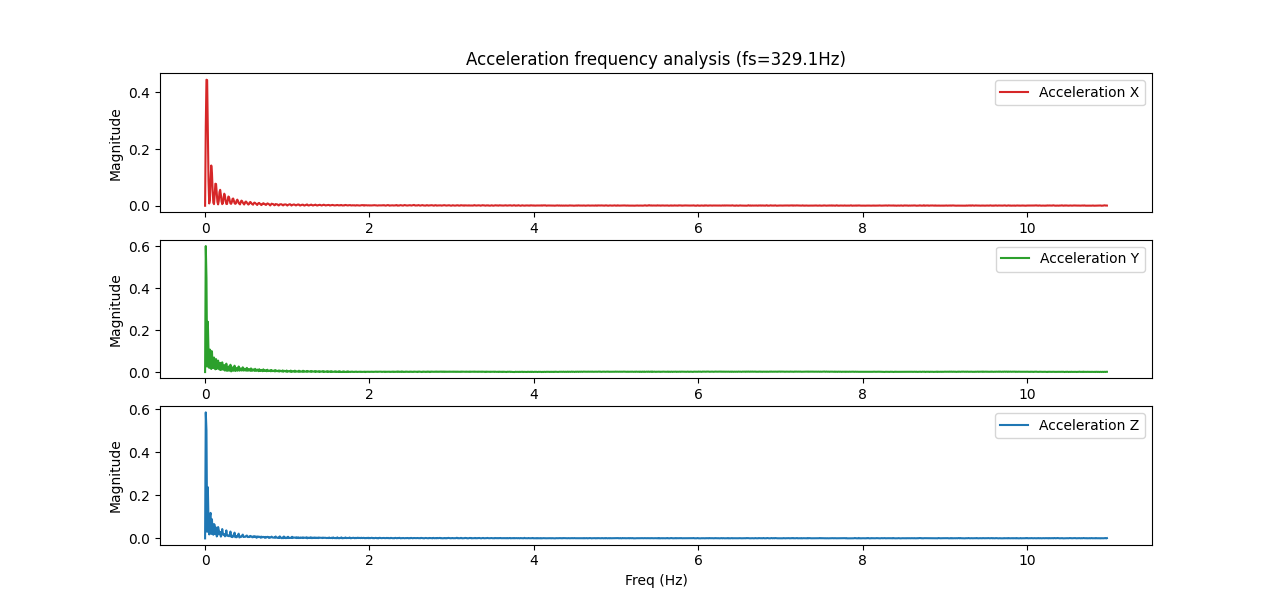 Acceleration frequency analysis (fs=329.1Hz)
Acceleration X
Magnitude
0.4
0.2
0.0
0 2 4 6 8 10
Acceleration Y
Magnitude
0.6
0.4
0.2
0.0
0 2 4 6 8 10
Acceleration Z
Magnitude
0.6
0.4
0.2
0.0
0 2 4 6 8 10
Freq (Hz)